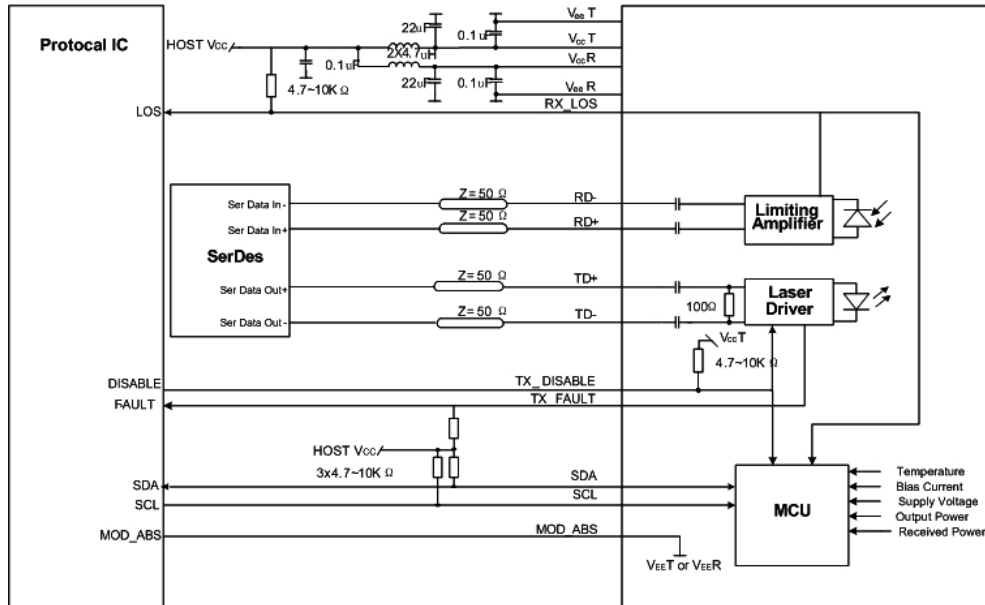 VeeT
22uF
0.1uF
Protocal IC
HOST Vcc
VccT
2X4.7uH
0.1uF
VccR
22uF
0.1uF
4.7~10K Ω
VeeR
RX_LOS
LOS
Z=50 Ω
RD-
Ser Data In-
Limiting
Amplifier
Z=50 Ω
RD+
Ser Data In+
SerDes
Z=50 Ω
TD+
Ser Data Out+
Laser
Driver
100Ω
Z=50 Ω
TD-
Ser Data Out-
VccT
4.7~10K Ω
DISABLE
TX_DISABLE
FAULT
TX_FAULT
HOST Vcc
3x4.7~10K Ω
SDA
SDA
SCL
SCL
MCU
Temperature
Bias Current
Supply Voltage
Output Power
Received Power
MOD_ABS
MOD_ABS
VEET or VEER